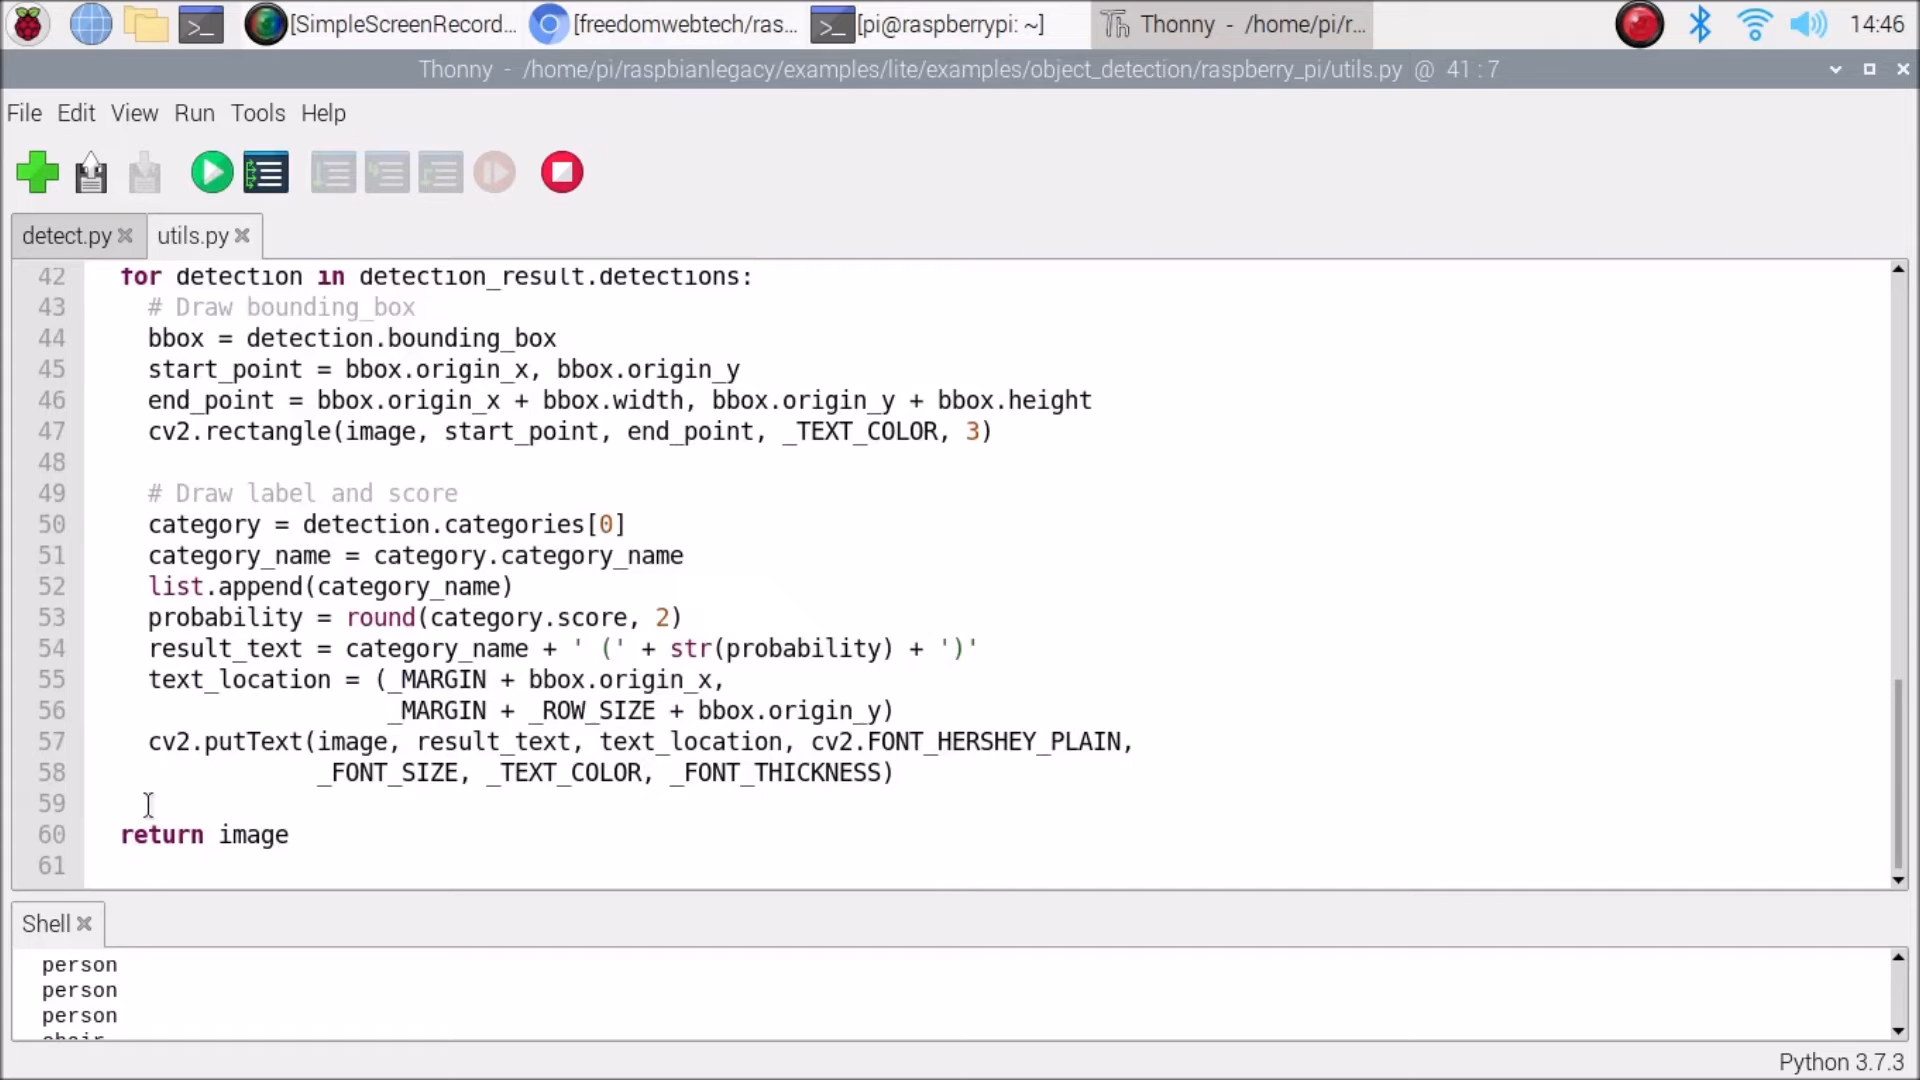 [SimpleScreenRecord...
[freedomwebtech/ras...
[pi@raspberrypi: ~]
Thonny - /home/pi/r...
14:46
Thonny - /home/pi/raspbianlegacy/examples/lite/examples/object_detection/raspberry_pi/utils.py @ 41 : 7
File Edit View Run Tools Help
detect.py
utils.py
42 for detection in detection_result.detections:
43 # Draw bounding_box
44 bbox = detection.bounding_box
45 start_point = bbox.origin_x, bbox.origin_y
46 end_point = bbox.origin_x + bbox.width, bbox.origin_y + bbox.height
47 cv2.rectangle(image, start_point, end_point, _TEXT_COLOR, 3)
48
49 # Draw label and score
50 category = detection.categories[0]
51 category_name = category.category_name
52 list.append(category_name)
53 probability = round(category.score, 2)
54 result_text = category_name + ' (' + str(probability) + ')'
55 text_location = (_MARGIN + bbox.origin_x,
56 _MARGIN + _ROW_SIZE + bbox.origin_y)
57 cv2.putText(image, result_text, text_location, cv2.FONT_HERSHEY_PLAIN,
58 _FONT_SIZE, _TEXT_COLOR, _FONT_THICKNESS)
59
60 return image
61
Shell
person
person
person
chair
Python 3.7.3